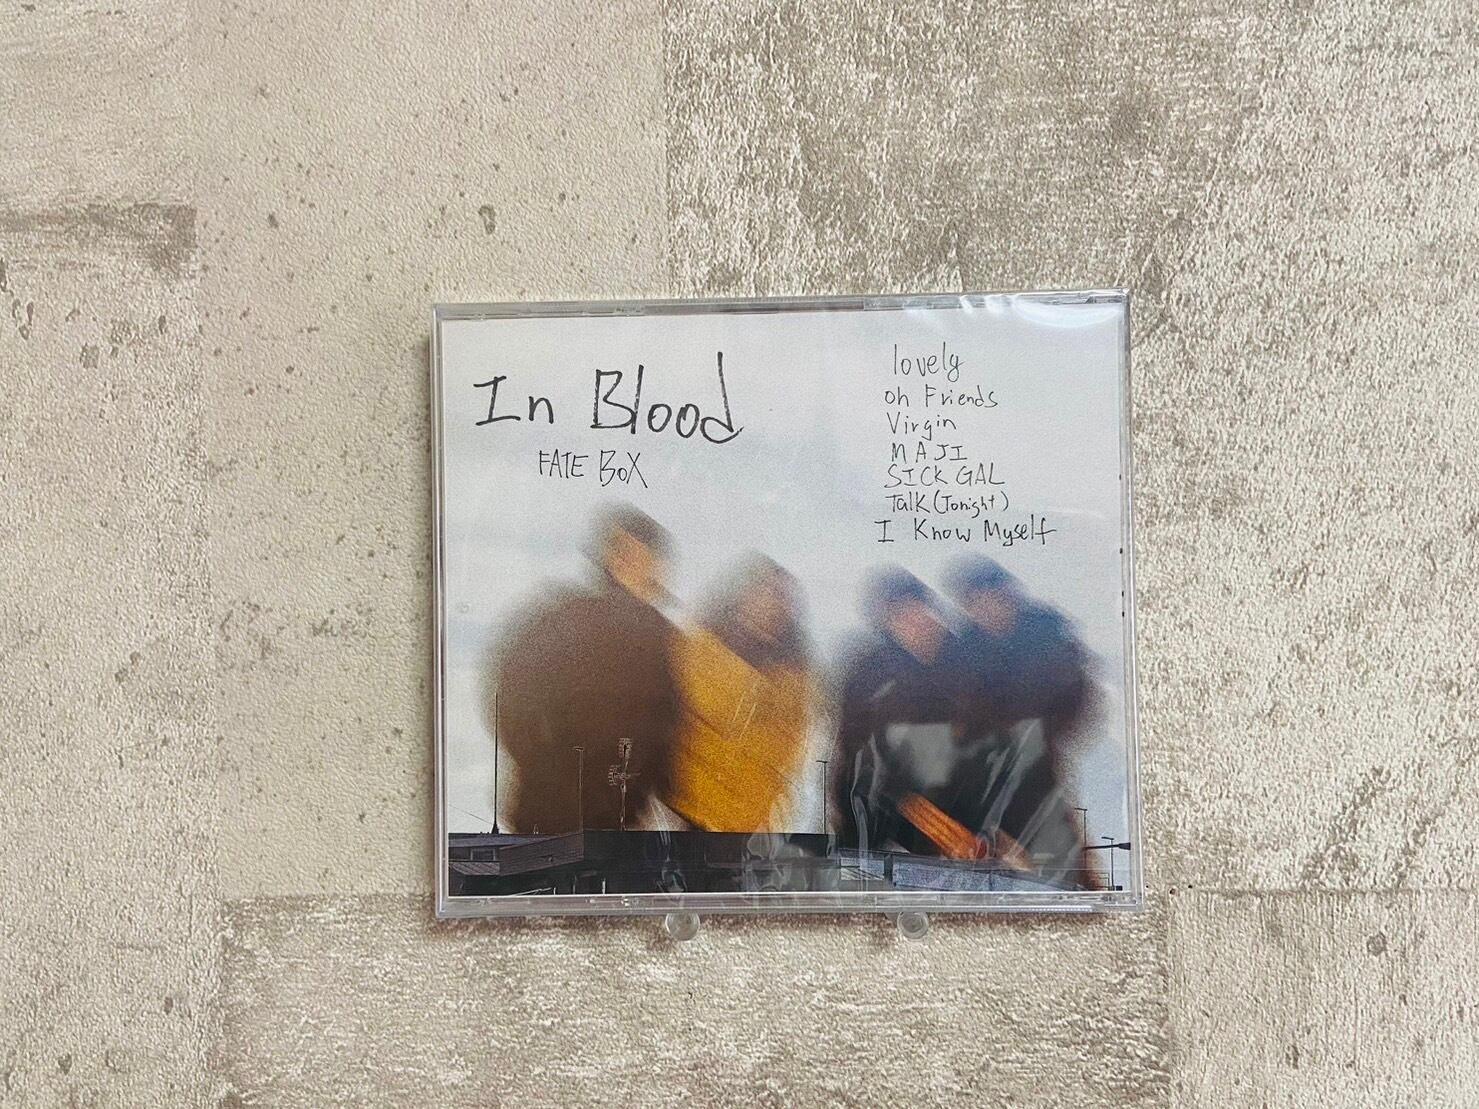 In Blood
FATE BOX
lovely
oh Friends
Virgin
MAJI
SICK GAL
Talk (Tonight)
I Know Myself